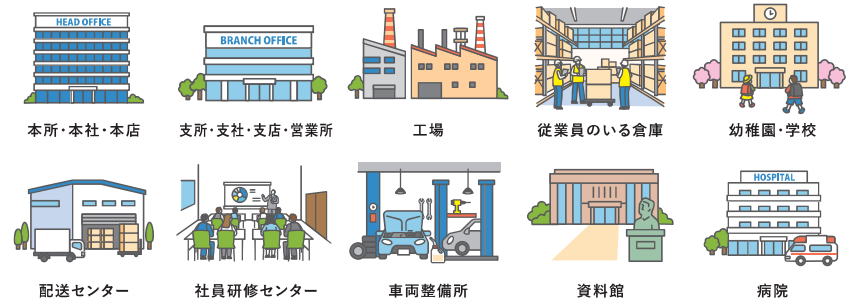 HEAD OFFICE
BRANCH OFFICE
本所・本社・本店
支所・支社・支店・営業所
工場
従業員のいる倉庫
幼稚園・学校
HOSPITAL
配送センター
社員研修センター
車両整備所
資料館
病院